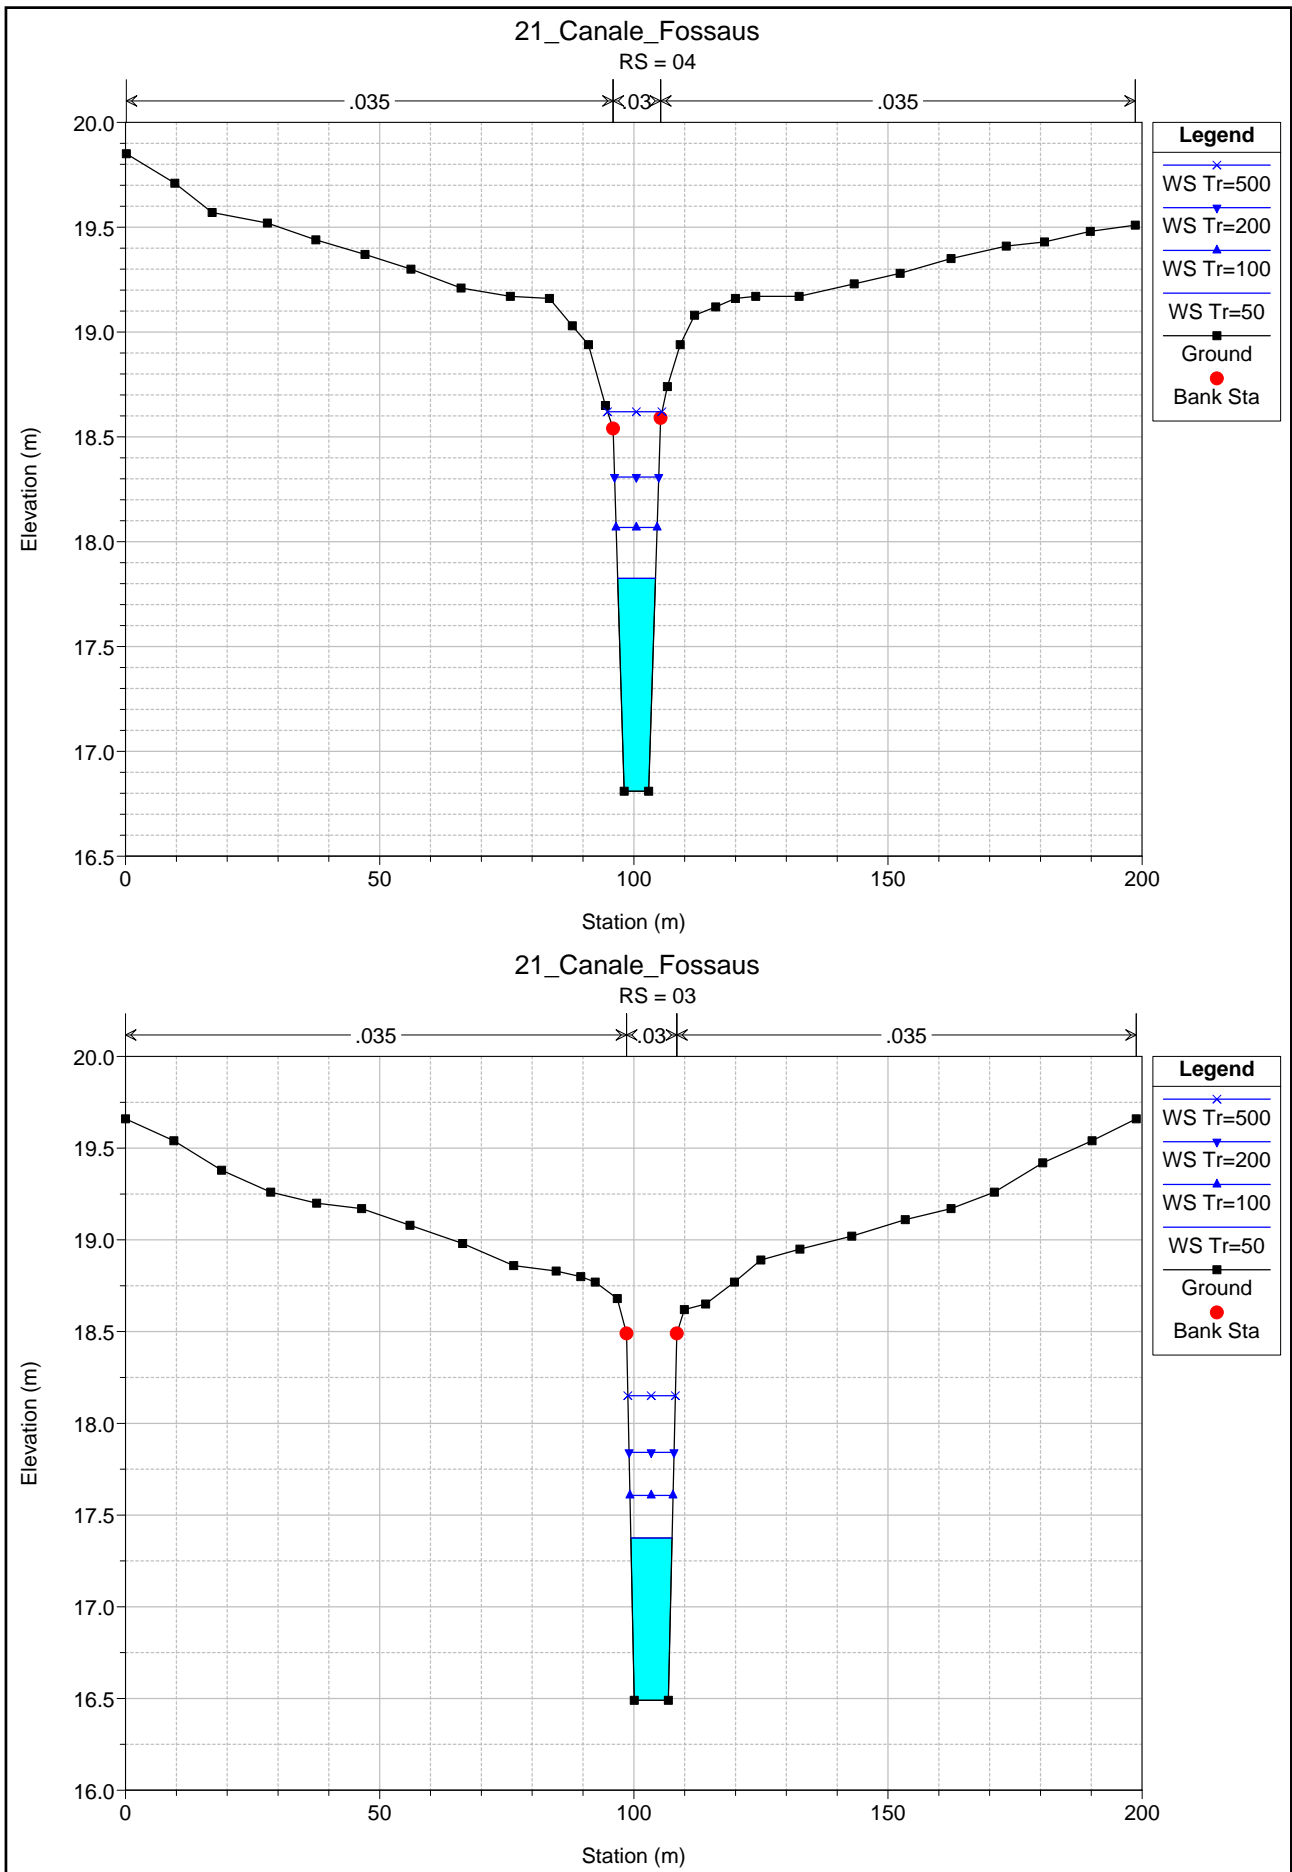 21_Canale_Fossaus
RS = 04
.035
.03
.035
20.0
19.5
19.0
18.5
18.0
17.5
17.0
16.5
0
50
100
150
200
Elevation (m)
Station (m)
Legend
WS Tr=500
WS Tr=200
WS Tr=100
WS Tr=50
Ground
Bank Sta
21_Canale_Fossaus
RS = 03
.035
.03
.035
20.0
19.5
19.0
18.5
18.0
17.5
17.0
16.5
16.0
0
50
100
150
200
Elevation (m)
Station (m)
Legend
WS Tr=500
WS Tr=200
WS Tr=100
WS Tr=50
Ground
Bank Sta